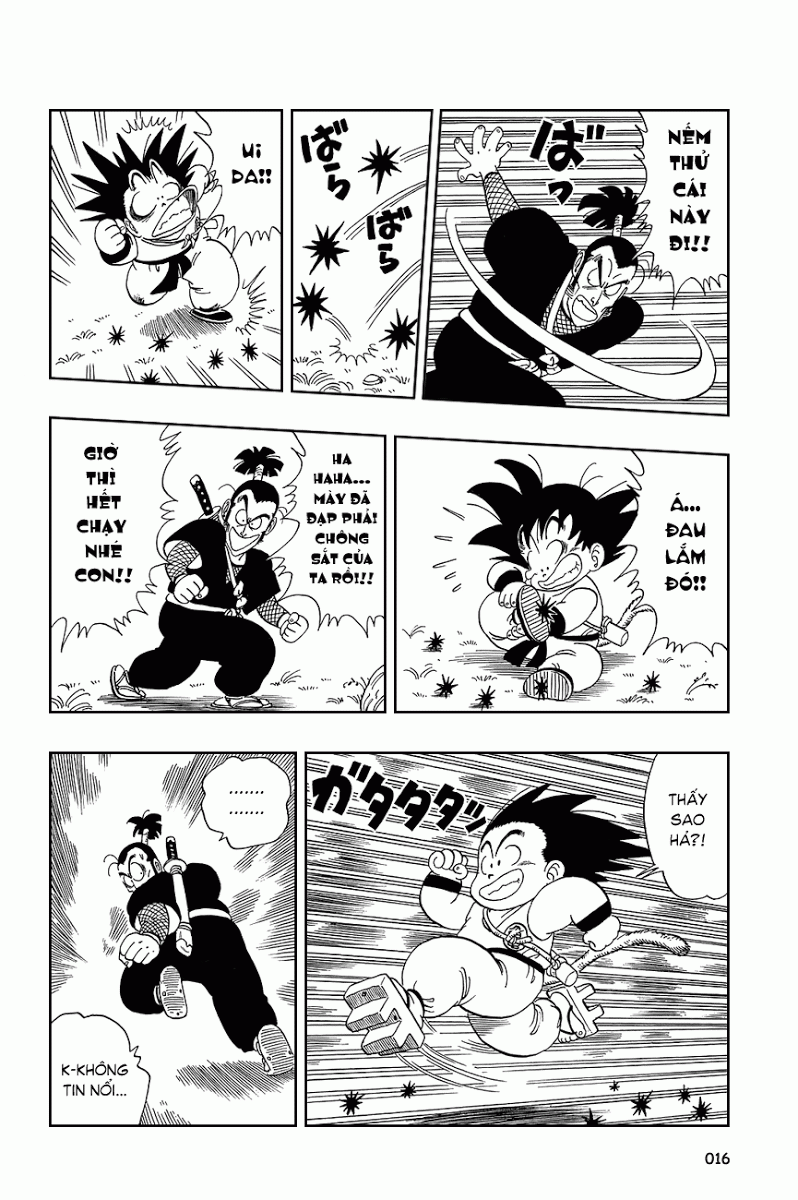 NẾM
THỬ
CÁI
NÀY
ĐI!!
ばっ
ばら
ばら
UI
DA!!
Á...
ĐAU
LẮM
ĐÓ!!
HA
HAHA...
MÀY ĐÃ
ĐẠP PHẢI
CHÔNG
SẮT CỦA
TA RỒI!!
GIỜ
THÌ
HẾT
CHẠY
NHÉ
CON!!
THẤY
SAO
HẢ?!
ガタタタッ
........
........
K-KHÔNG
TIN NỔI...
016